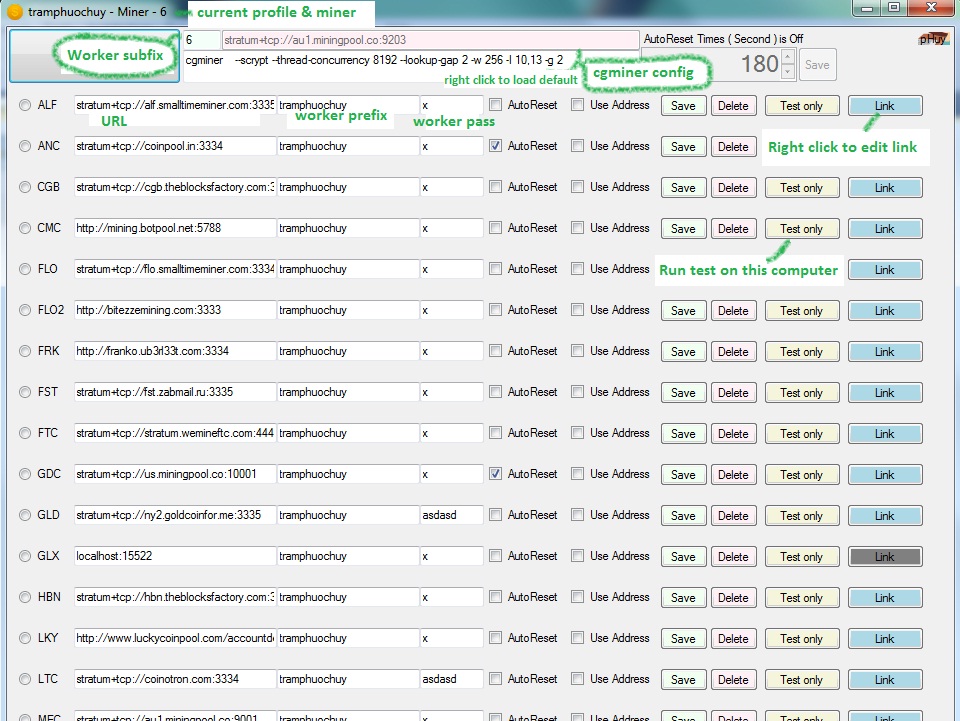 tramphuochuy - Miner - 6 current profile & miner
Worker subfix 6 stratum+tcp://au1.miningpool.co:9203 AutoReset Times ( Second ) is Off pHuy
cgminer --scrypt --thread-concurrency 8192 --lookup-gap 2 -w 256 -I 10,13 -g 2 180 Save
right click to load default cgminer config
ALF stratum+tcp://alf.smalltimeminer.com:3335 tramphuochuy x AutoReset Use Address Save Delete Test only Link
URL worker prefix worker pass
ANC stratum+tcp://coinpool.in:3334 tramphuochuy x AutoReset Use Address Save Delete Right click to edit link
CGB stratum+tcp://cgb.theblocksfactory.com:3 tramphuochuy x AutoReset Use Address Save Delete Test only Link
CMC http://mining.botpool.net:5788 tramphuochuy x AutoReset Use Address Save Delete Test only Link
FLO stratum+tcp://flo.smalltimeminer.com:3334 tramphuochuy x AutoReset Use Address Run test on this computer Link
FLO2 http://bitezzemining.com:3333 tramphuochuy x AutoReset Use Address Save Delete Test only Link
FRK http://franko.ub3rl33t.com:3334 tramphuochuy x AutoReset Use Address Save Delete Test only Link
FST stratum+tcp://fst.zabmail.ru:3335 tramphuochuy x AutoReset Use Address Save Delete Test only Link
FTC stratum+tcp://stratum.wemineftc.com:444 tramphuochuy x AutoReset Use Address Save Delete Test only Link
GDC stratum+tcp://us.miningpool.co:10001 tramphuochuy x AutoReset Use Address Save Delete Test only Link
GLD stratum+tcp://ny2.goldcoinfor.me:3335 tramphuochuy asdasd AutoReset Use Address Save Delete Test only Link
GLX localhost:15522 tramphuochuy x AutoReset Use Address Save Delete Test only Link
HBN stratum+tcp://hbn.theblocksfactory.com:3 tramphuochuy x AutoReset Use Address Save Delete Test only Link
LKY http://www.luckycoinpool.com/accountde tramphuochuy x AutoReset Use Address Save Delete Test only Link
LTC stratum+tcp://coinotron.com:3334 tramphuochuy asdasd AutoReset Use Address Save Delete Test only Link
MEC stratum+tcp://au1.miningpool.co:9001 tramphuochuy x AutoReset Use Address Save Delete Test only Link